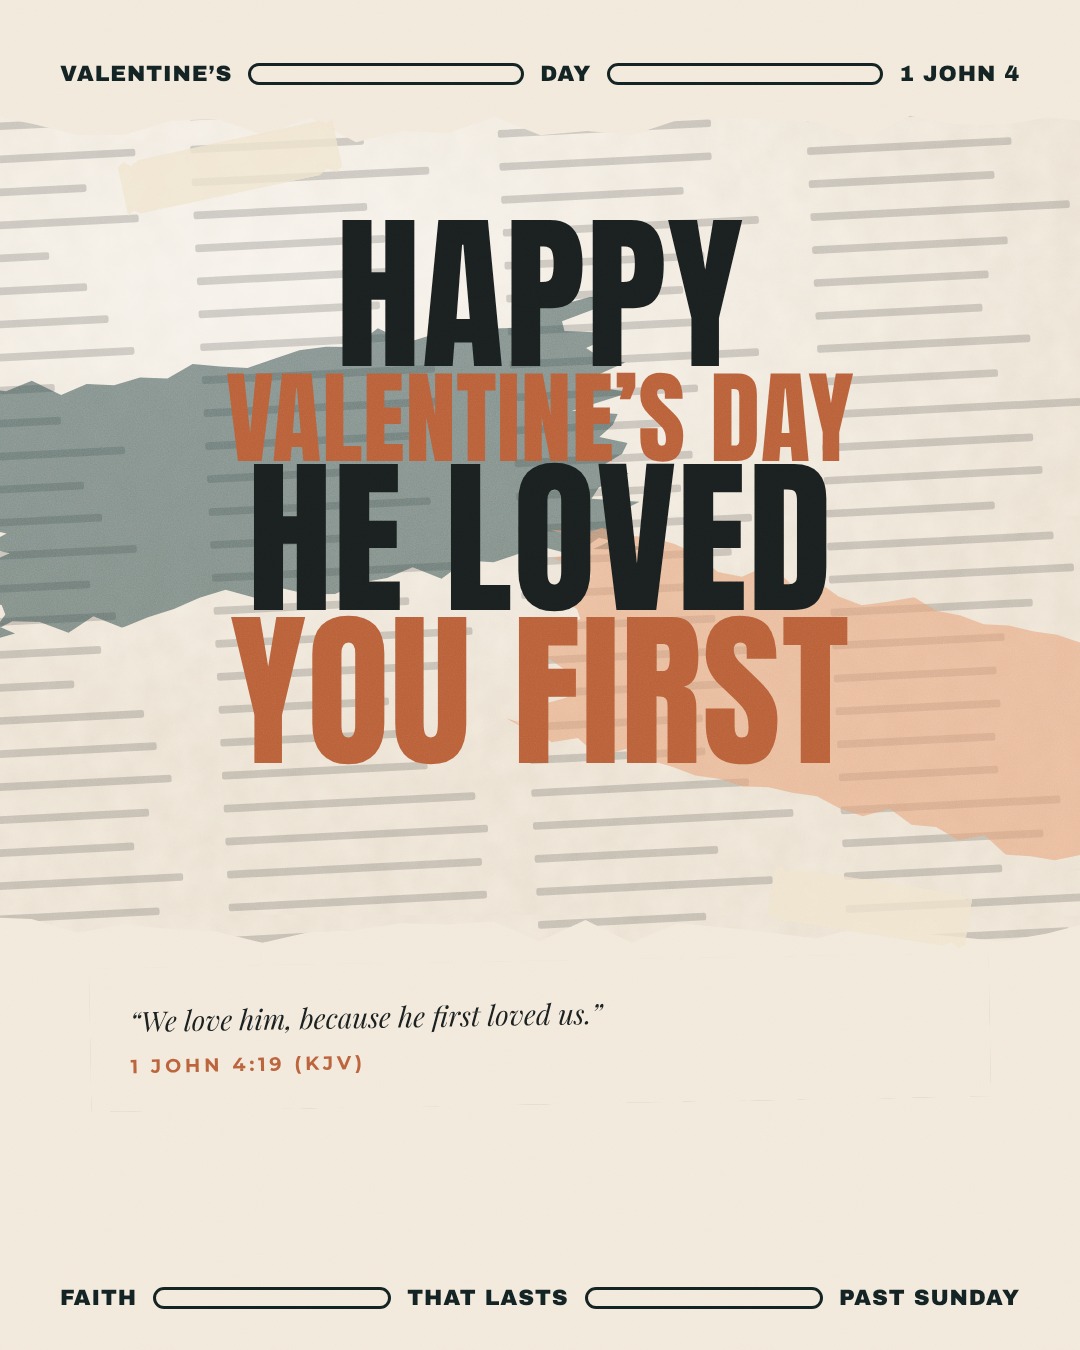 VALENTINE’S DAY 1 JOHN 4
HAPPY
VALENTINE’S DAY
HE LOVED
YOU FIRST
“We love him, because he first loved us.”
1 JOHN 4:19 (KJV)
FAITH THAT LASTS PAST SUNDAY